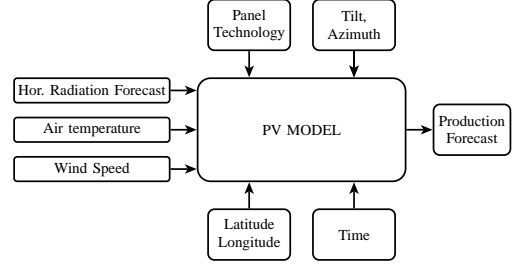 Panel
Technology
Tilt,
Azimuth
Hor. Radiation Forecast
Air temperature
Wind Speed
PV MODEL
Production
Forecast
Latitude
Longitude
Time